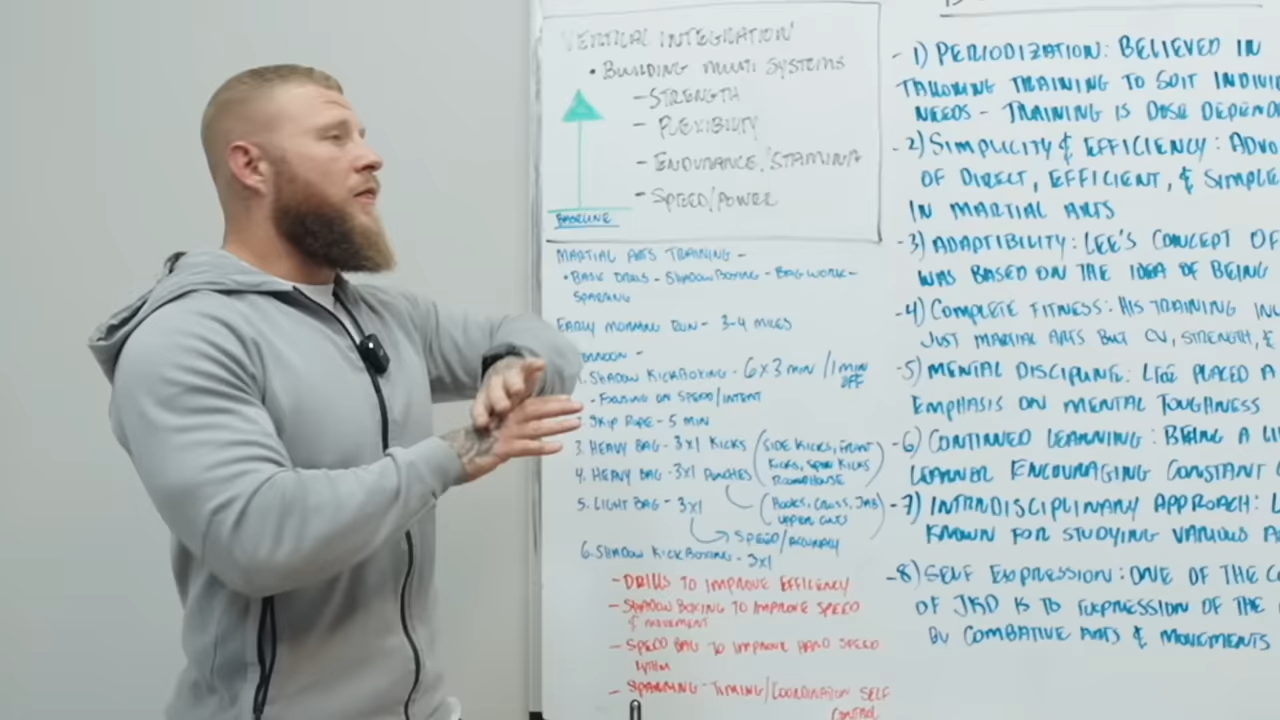 VERTICAL INTEGRATION
• BUILDING MULTI SYSTEMS
- STRENGTH
- FLEXIBILITY
- ENDURANCE/STAMINA
- SPEED/POWER
BASELINE
MARTIAL ARTS TRAINING -
• BASIC DRILLS - SHADOWBOXING - BAG WORK -
SPARRING
EARLY MORNING RUN - 3-4 MILES
1. SHADOW KICKBOXING - 6X3 MIN /1 MIN
OFF
- FOCUSING ON SPEED/INTENT
SKIP ROPE - 5 MIN
3. HEAVY BAG - 3X1 KICKS (SIDE KICKS, FRONT
KICKS, SPIN KICKS
ROUNDHOUSE)
4. HEAVY BAG - 3X1 PUNCHES
(HOOKS, CROSS, JAB)
UPPER CUTS
5. LIGHT BAG - 3X1
SPEED/ACCURACY
6. SHADOW KICKBOXING - 3X1
- DRILLS TO IMPROVE EFFICIENCY
- SHADOW BOXING TO IMPROVE SPEED
& MOVEMENT
- SPEED BAG TO IMPROVE HAND SPEED
- SPARRING - TIMING/COORDINATION SELF
CONTROL
- 1) PERIODIZATION: BELIEVED IN
TAILORING TRAINING TO SUIT INDIVID
NEEDS - TRAINING IS DOSE DEPEND
- 2) SIMPLICITY & EFFICIENCY: ADVO
OF DIRECT, EFFICIENT, & SIMPLE
IN MARTIAL ARTS
- 3) ADAPTIBILITY: LEE'S CONCEPT OF
WAS BASED ON THE IDEA OF BEING
- 4) COMPLETE FITNESS: HIS TRAINING INC
JUST MARTIAL ARTS BUT CV, STRENGTH, &
- 5) MENTAL DISCIPLINE: LEE PLACED A
EMPHASIS ON MENTAL TOUGHNESS
- 6) CONTINUED LEARNING: BEING A LI
LEARNER ENCOURAGING CONSTANT
- 7) INTRADISCIPLINARY APPROACH: L
KNOWN FOR STUDYING VARIOUS A
- 8) SELF EXPRESSION: ONE OF THE C
OF JKD IS TO EXPRESSION OF THE
BY COMBATIVE ARTS & MOVEMENTS